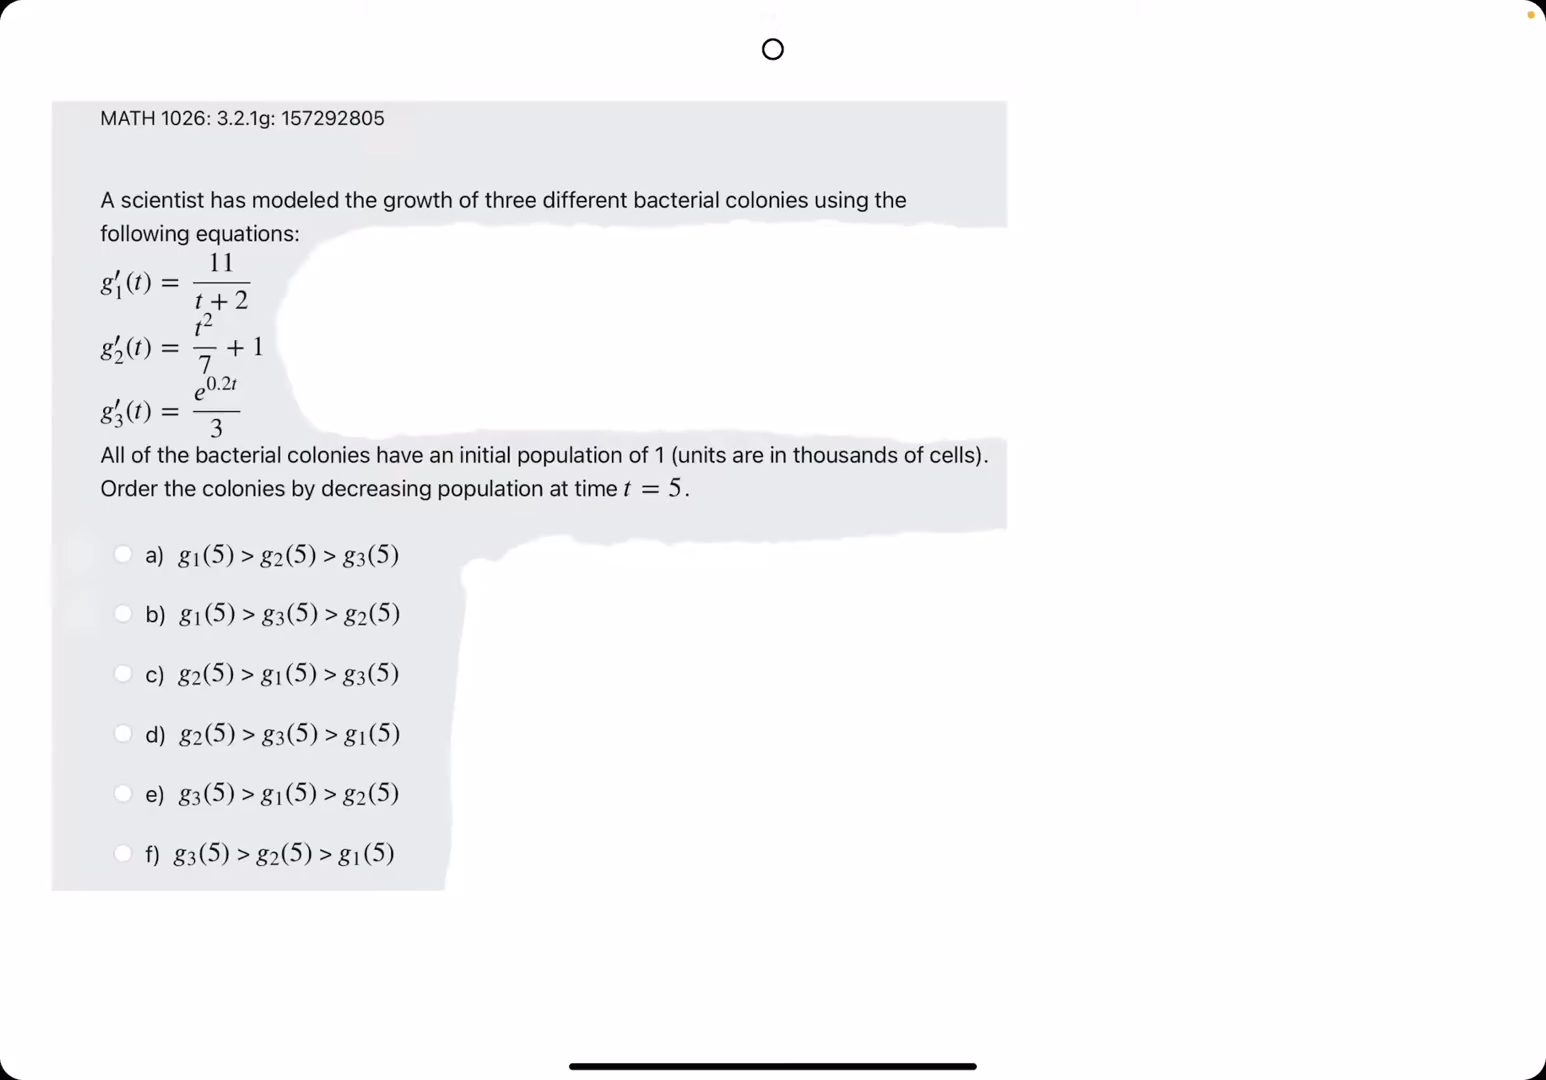 MATH 1026: 3.2.1g: 157292805
A scientist has modeled the growth of three different bacterial colonies using the
following equations:
g₁′(t) = 11/(t + 2)
g₂′(t) = t²/7 + 1
g₃′(t) = e^(0.2t)/3
All of the bacterial colonies have an initial population of 1 (units are in thousands of cells).
Order the colonies by decreasing population at time t = 5.
a) g₁(5) > g₂(5) > g₃(5)
b) g₁(5) > g₃(5) > g₂(5)
c) g₂(5) > g₁(5) > g₃(5)
d) g₂(5) > g₃(5) > g₁(5)
e) g₃(5) > g₁(5) > g₂(5)
f) g₃(5) > g₂(5) > g₁(5)